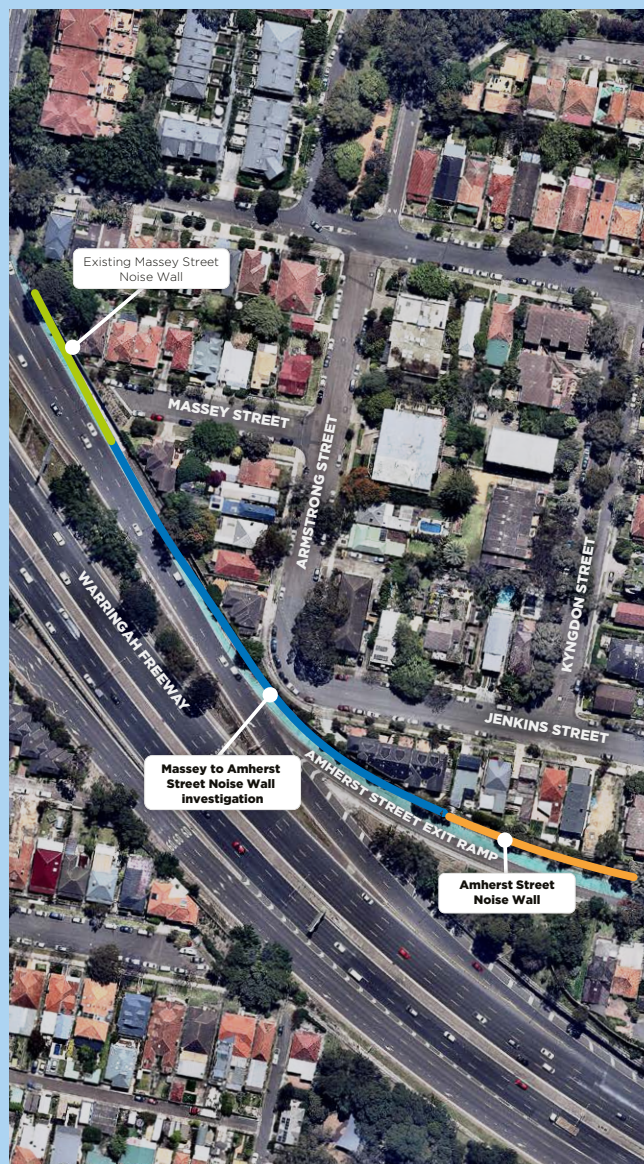 Existing Massey Street
Noise Wall
MASSEY STREET
ARMSTRONG STREET
KYNGDON STREET
WARRINGAH FREEWAY
JENKINS STREET
Massey to Amherst
Street Noise Wall
investigation
AMHERST STREET EXIT RAMP
Amherst Street
Noise Wall